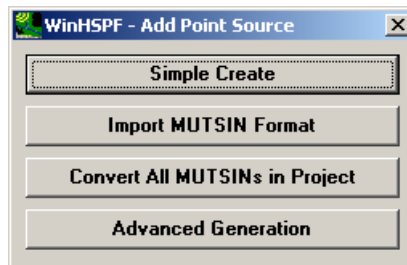 WinHSPF - Add Point Source
Simple Create
Import MUTSIN Format
Convert All MUTSINs in Project
Advanced Generation